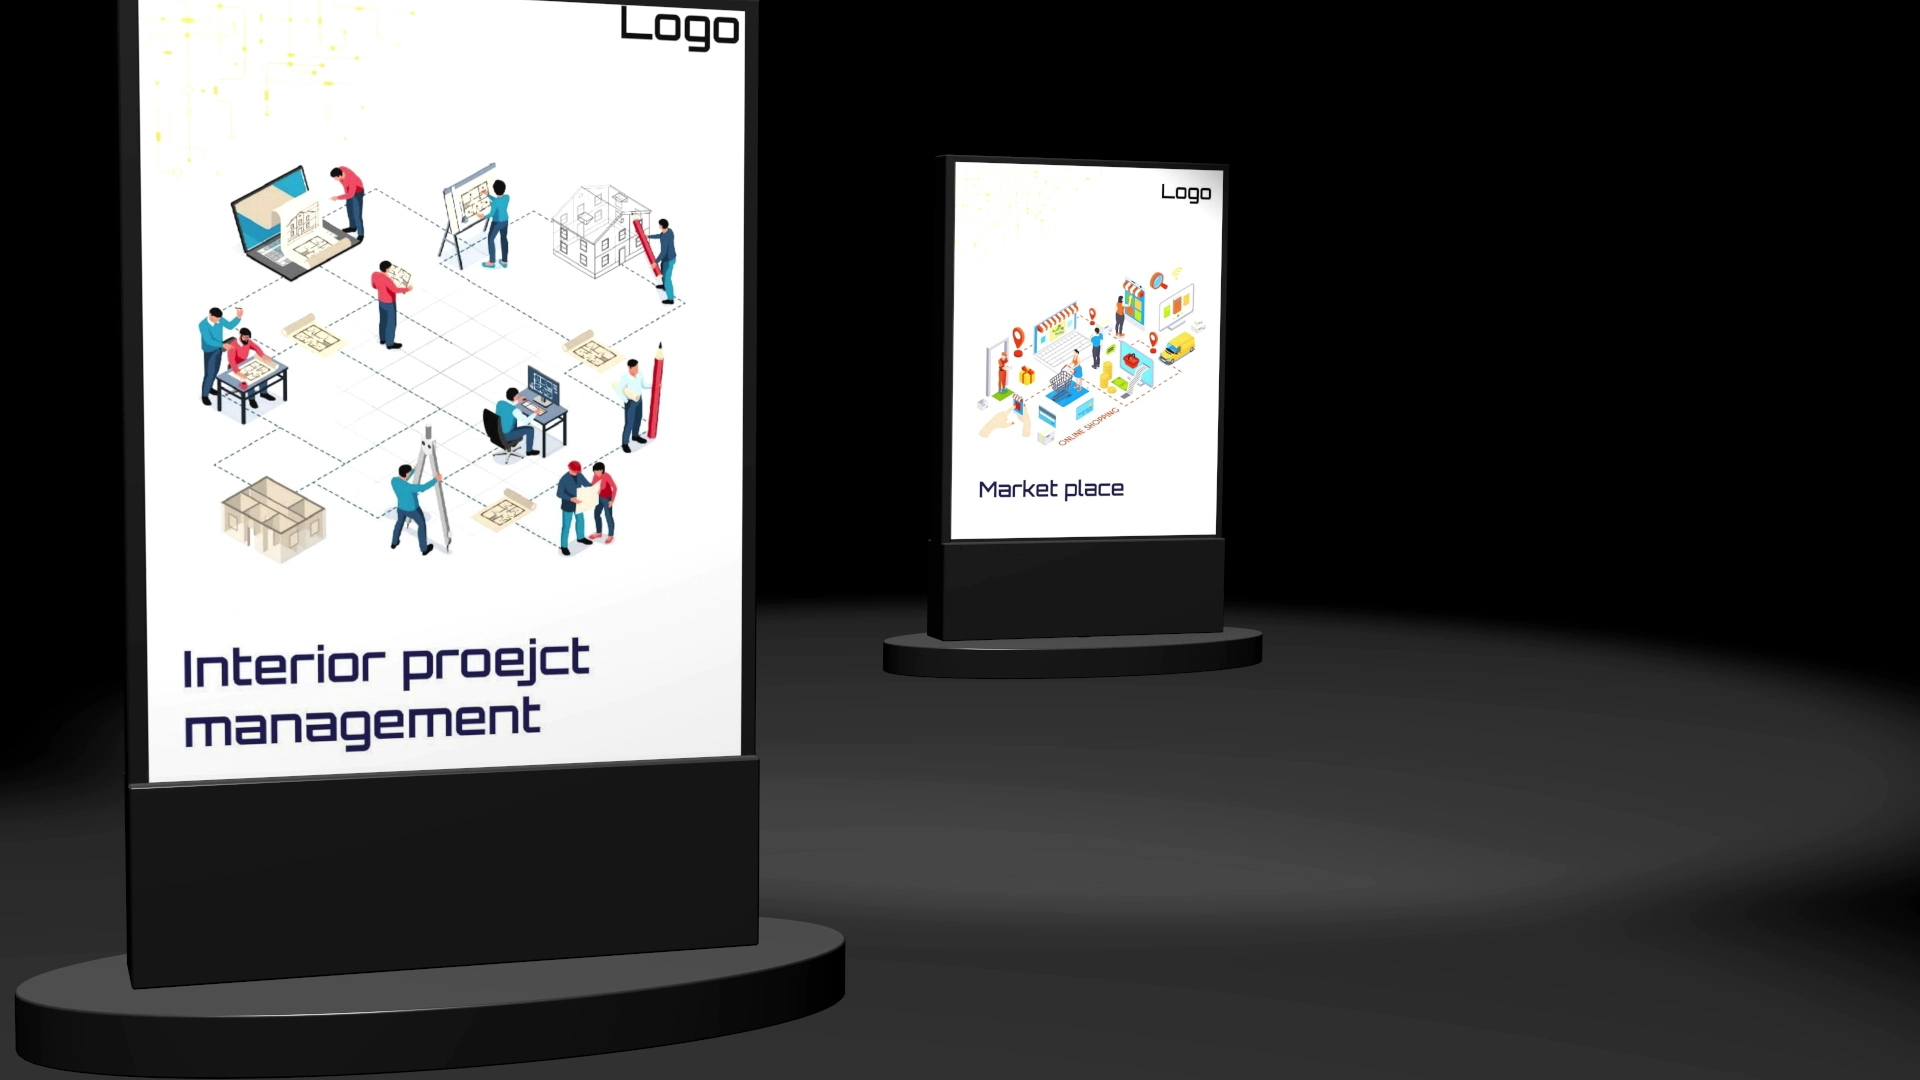 Logo
Interior proejct
management
Logo
ONLINE SHOPPING
Market place